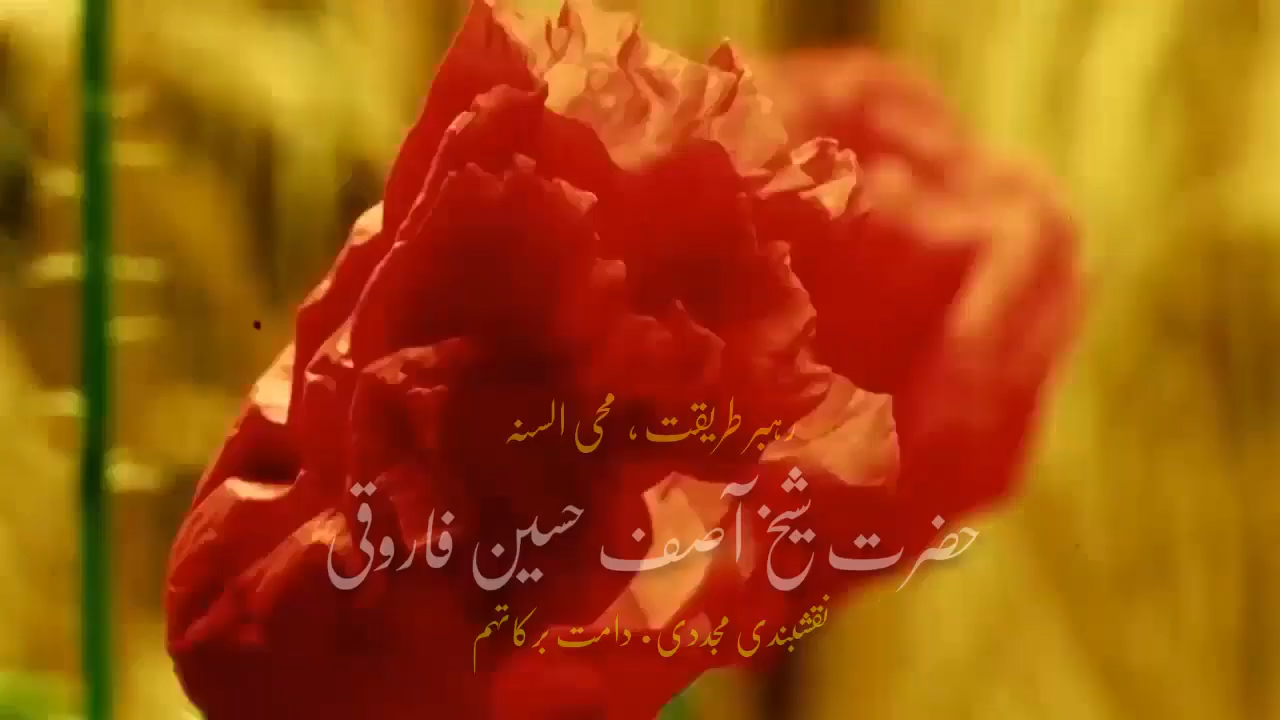 رہبر طریقت، محی السنہ
حضرت شیخ آصف حسین فاروقی
نقشبندی مجددی. دامت برکاتہم